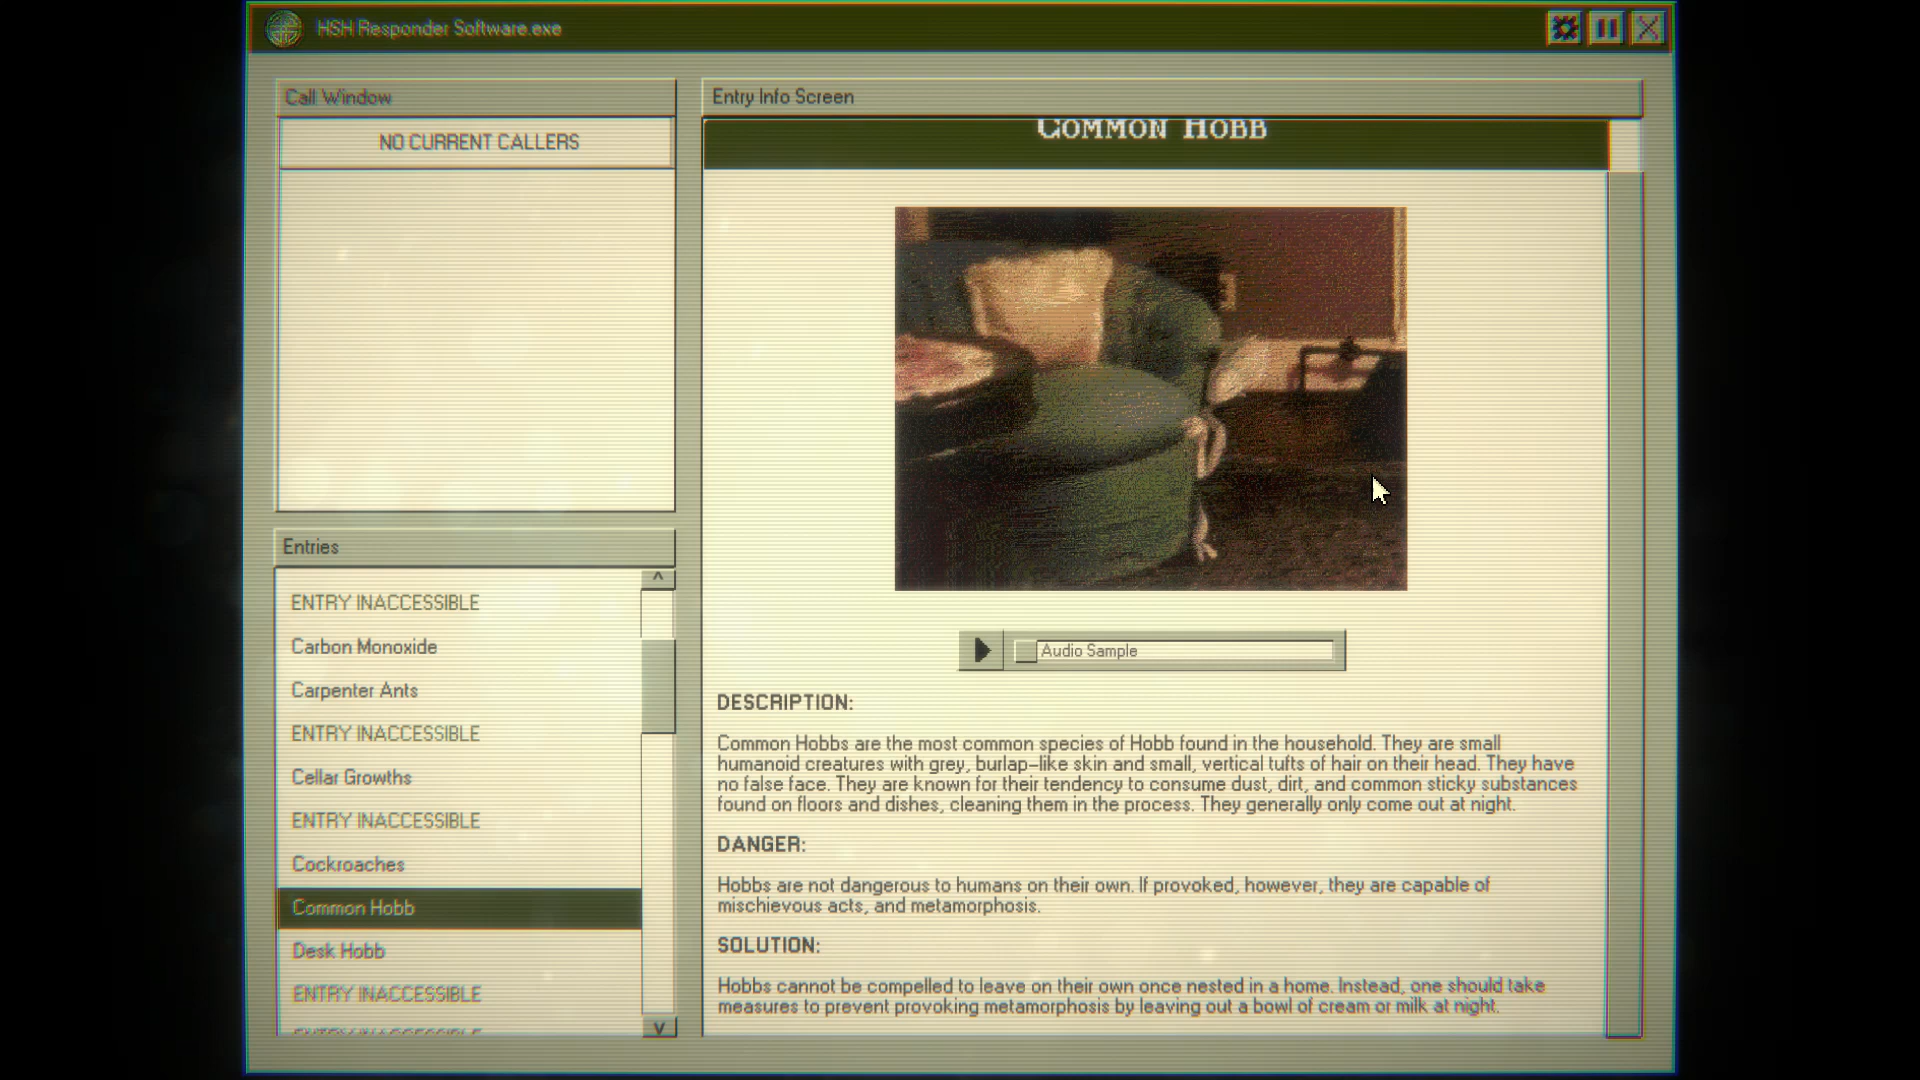 HSH Responder Software.exe
Call Window
NO CURRENT CALLERS
Entries
^
ENTRY INACCESSIBLE
Carbon Monoxide
Carpenter Ants
ENTRY INACCESSIBLE
Cellar Growths
ENTRY INACCESSIBLE
Cockroaches
Common Hobb
Desk Hobb
ENTRY INACCESSIBLE
ENTRY INACCESSIBLE
v
Entry Info Screen
COMMON HOBB
Audio Sample
DESCRIPTION:
Common Hobbs are the most common species of Hobb found in the household. They are small
humanoid creatures with grey, burlap-like skin and small, vertical tufts of hair on their head. They have
no false face. They are known for their tendency to consume dust, dirt, and common sticky substances
found on floors and dishes, cleaning them in the process. They generally only come out at night.
DANGER:
Hobbs are not dangerous to humans on their own. If provoked, however, they are capable of
mischievous acts, and metamorphosis.
SOLUTION:
Hobbs cannot be compelled to leave on their own once nested in a home. Instead, one should take
measures to prevent provoking metamorphosis by leaving out a bowl of cream or milk at night.